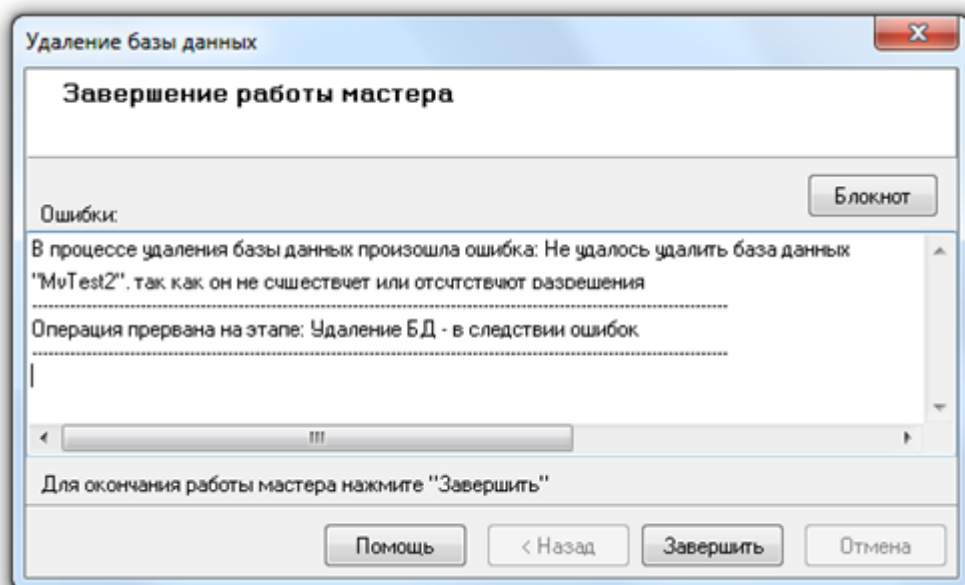 Удаление базы данных
Завершение работы мастера
Блокнот
Ошибки:
В процессе удаления базы данных произошла ошибка: Не удалось удалить база данных
"MyTest2", так как он не существует или отсутствуют разрешения
Операция прервана на этапе: Удаление БД - в следствии ошибок
Для окончания работы мастера нажмите "Завершить"
Помощь
< Назад
Завершить
Отмена